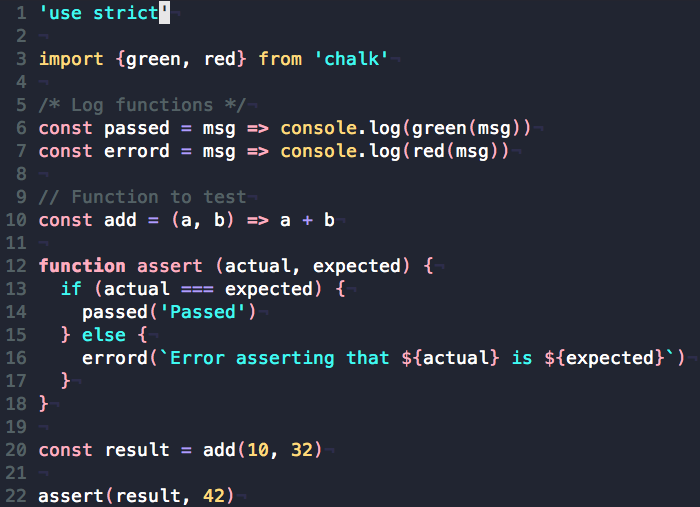 1 'use strict'
2
3 import {green, red} from 'chalk'¬
4 ¬
5 /* Log functions */¬
6 const passed = msg => console.log(green(msg))¬
7 const errord = msg => console.log(red(msg))¬
8 ¬
9 // Function to test¬
10 const add = (a, b) => a + b¬
11 ¬
12 function assert (actual, expected) {¬
13   if (actual === expected) {¬
14     passed('Passed')¬
15   } else {¬
16     errord(`Error asserting that ${actual} is ${expected}`)¬
17   }¬
18 }¬
19 ¬
20 const result = add(10, 32)¬
21 ¬
22 assert(result, 42)¬